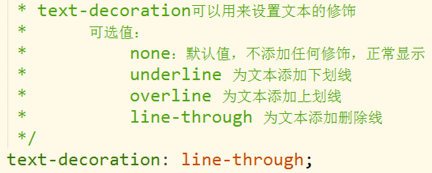 * text-decoration可以用来设置文本的修饰
* 可选值：
* none：默认值，不添加任何修饰，正常显示
* underline 为文本添加下划线
* overline 为文本添加上划线
* line-through 为文本添加删除线
*/
text-decoration: line-through;